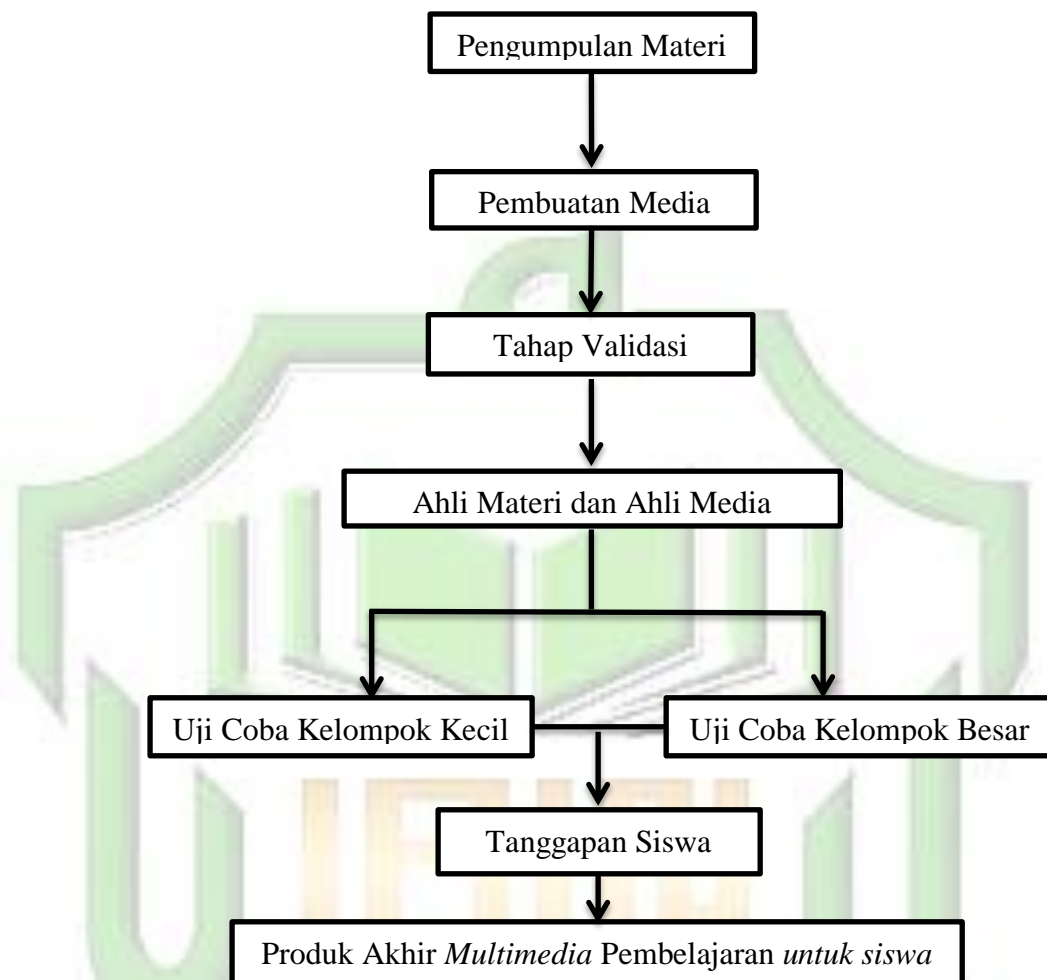 Pengumpulan Materi
Pembuatan Media
Tahap Validasi
Ahli Materi dan Ahli Media
Uji Coba Kelompok Kecil
Uji Coba Kelompok Besar
Tanggapan Siswa
Produk Akhir Multimedia Pembelajaran untuk siswa